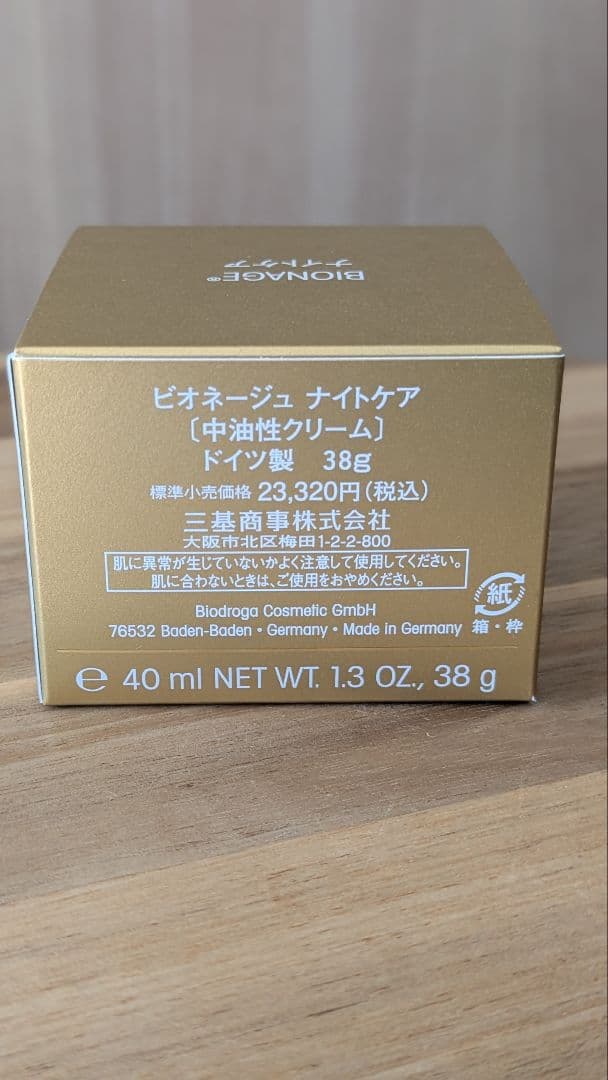 BIONAGE®
ナイトケア
ビオネージュ ナイトケア
〔中油性クリーム〕
ドイツ製 38g
標準小売価格 23,320円(税込)
三基商事株式会社
大阪市北区梅田1-2-2-800
肌に異常が生じていないかよく注意して使用してください。
肌に合わないときは、ご使用をおやめください。
Biodroga Cosmetic GmbH
76532 Baden-Baden • Germany • Made in Germany
紙
箱・枠
℮ 40 ml NET WT. 1.3 OZ., 38 g